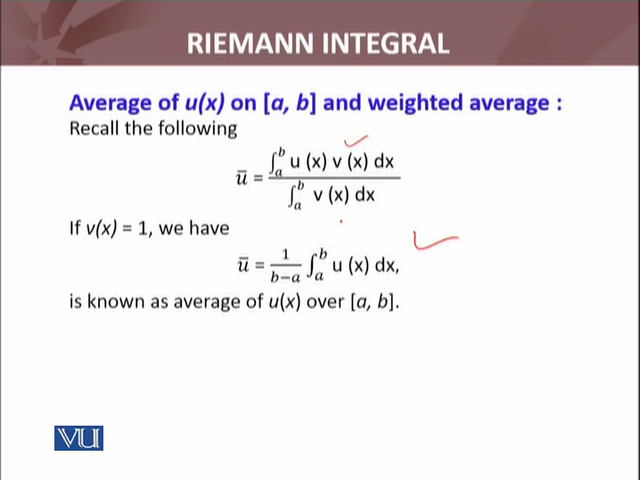 RIEMANN INTEGRAL
Average of u(x) on [a, b] and weighted average :
Recall the following
u̅ = ∫ₐᵇ u (x) v (x) dx / ∫ₐᵇ v (x) dx
If v(x) = 1, we have
u̅ = 1/(b−a) ∫ₐᵇ u (x) dx,
is known as average of u(x) over [a, b].
VU